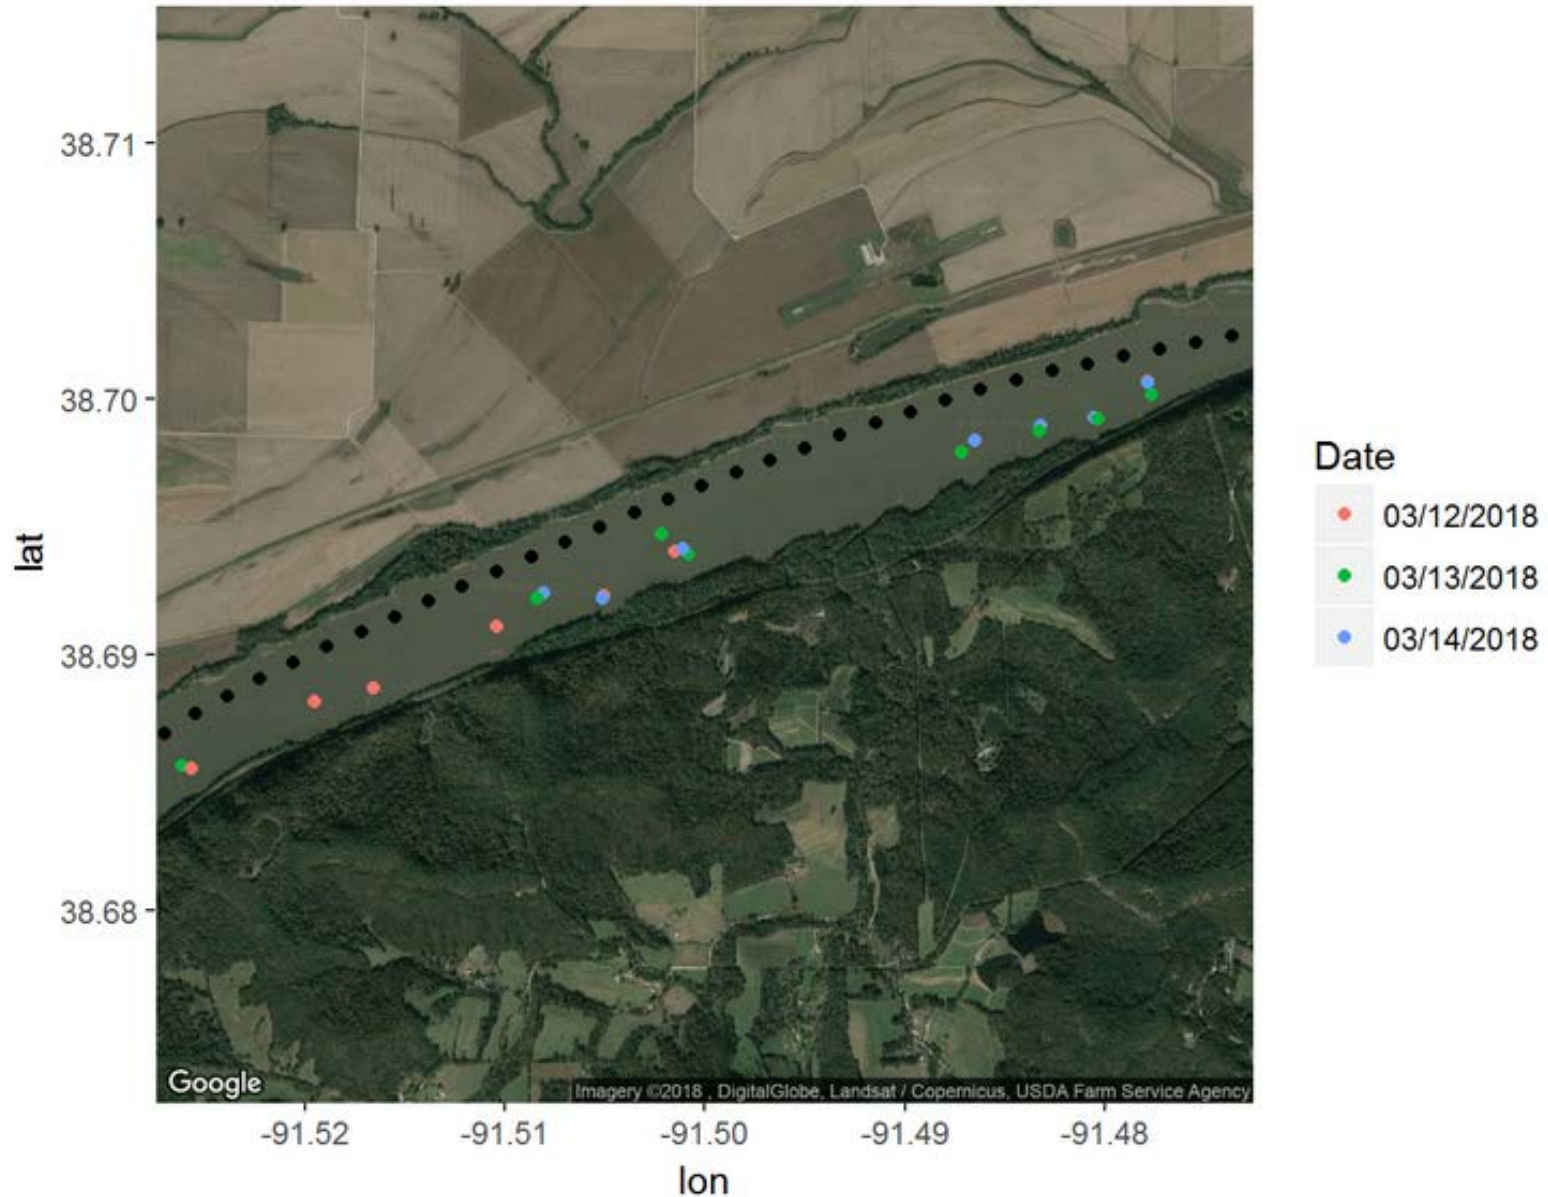 38.71
38.70
38.69
38.68
lat
-91.52
-91.51
-91.50
-91.49
-91.48
lon
Date
03/12/2018
03/13/2018
03/14/2018
Google
Imagery ©2018 , DigitalGlobe, Landsat / Copernicus, USDA Farm Service Agency